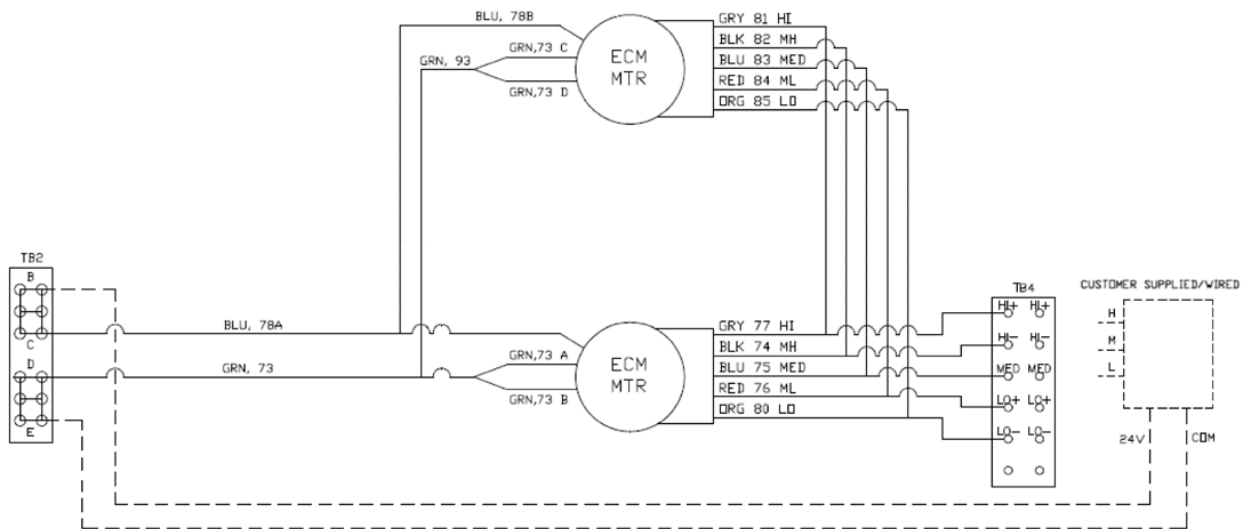 BLU, 78B
GRN, 93
GRN,73 C
GRN,73 D
ECM
MTR
GRY 81 HI
BLK 82 MH
BLU 83 MED
RED 84 ML
ORG 85 LO
TB2
B
C
D
E
BLU, 78A
GRN, 73
GRN,73 A
GRN,73 B
ECM
MTR
GRY 77 HI
BLK 74 MH
BLU 75 MED
RED 76 ML
ORG 80 LO
TB4
HI+ HI+
HI- HI-
MED MED
LO+ LO+
LO- LO-
CUSTOMER SUPPLIED/WIRED
H
M
L
24V
COM